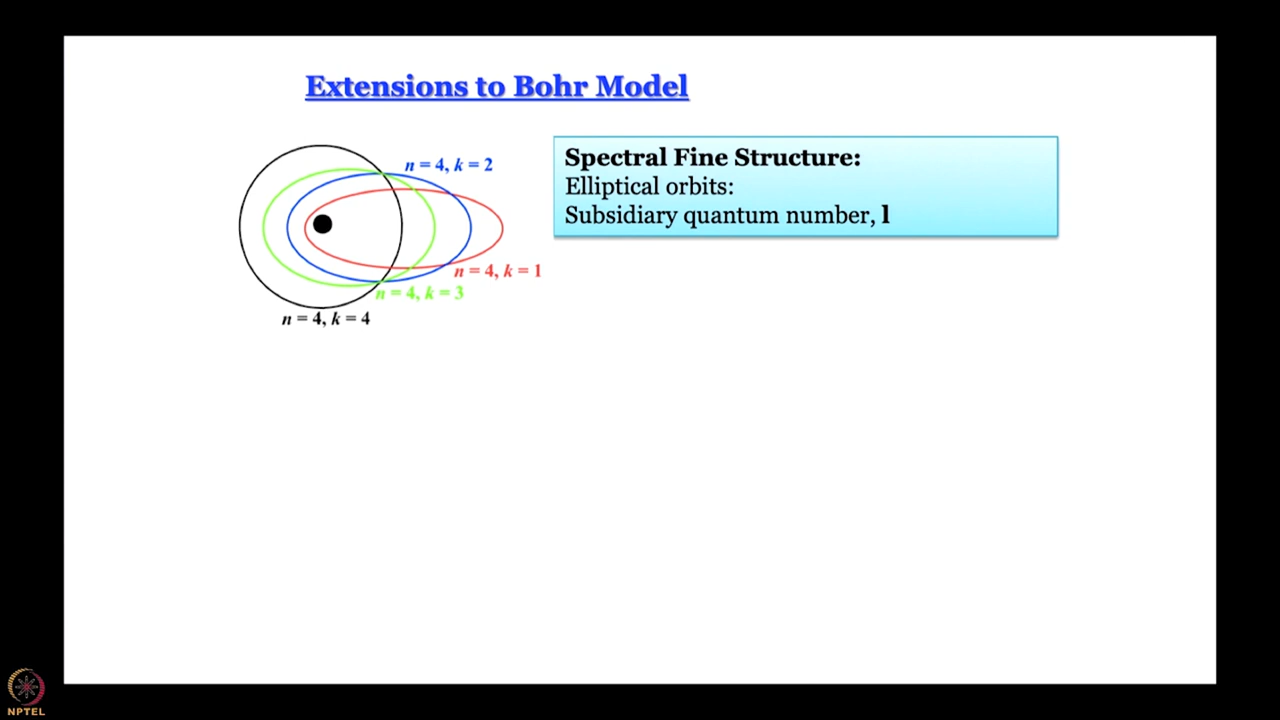 Extensions to Bohr Model
n = 4, k = 2
n = 4, k = 1
n = 4, k = 3
n = 4, k = 4
Spectral Fine Structure:
Elliptical orbits:
Subsidiary quantum number, l
NPTEL